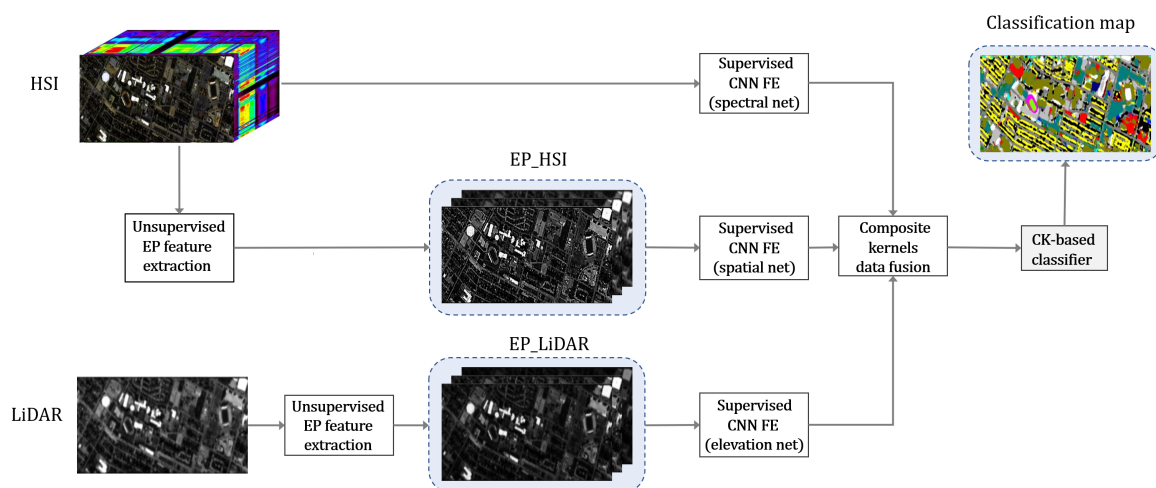 Classification map
HSI
Supervised
CNN FE
(spectral net)
EP_HSI
Unsupervised
EP feature
extraction
Supervised
CNN FE
(spatial net)
Composite
kernels
data fusion
CK-based
classifier
EP_LiDAR
LiDAR
Unsupervised
EP feature
extraction
Supervised
CNN FE
(elevation net)